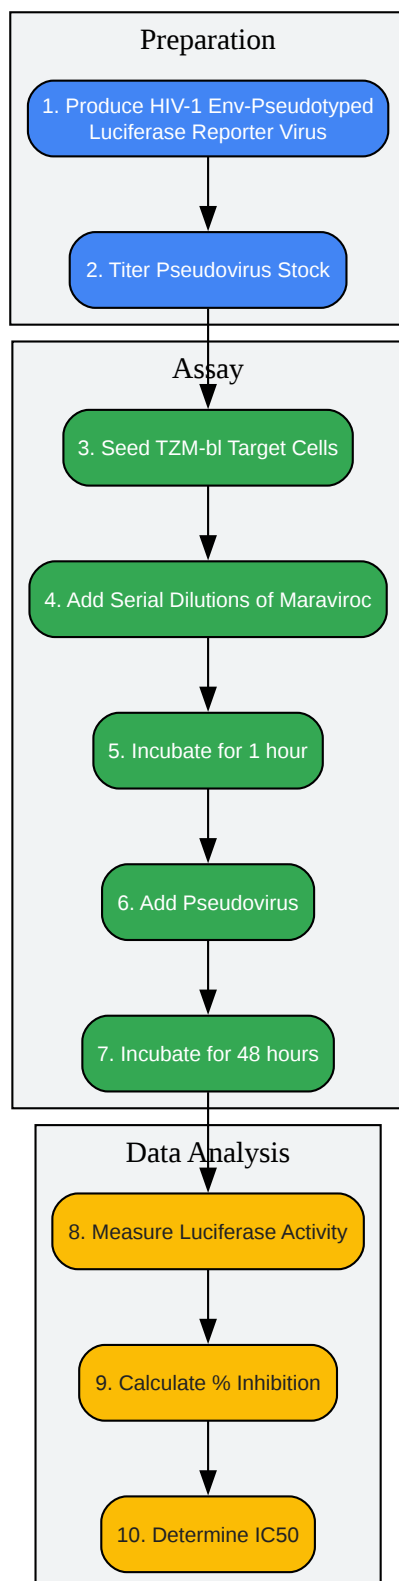 Preparation
1. Produce HIV-1 Env-Pseudotyped
Luciferase Reporter Virus
2. Titer Pseudovirus Stock
Assay
3. Seed TZM-bl Target Cells
4. Add Serial Dilutions of Maraviroc
5. Incubate for 1 hour
6. Add Pseudovirus
7. Incubate for 48 hours
Data Analysis
8. Measure Luciferase Activity
9. Calculate % Inhibition
10. Determine IC50